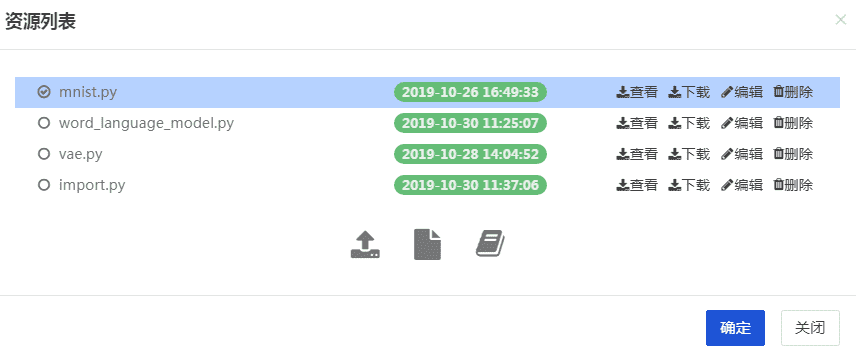 资源列表
mnist.py 2019-10-26 16:49:33 查看 下载 编辑 删除
word_language_model.py 2019-10-30 11:25:07 查看 下载 编辑 删除
vae.py 2019-10-28 14:04:52 查看 下载 编辑 删除
import.py 2019-10-30 11:37:06 查看 下载 编辑 删除
确定 关闭